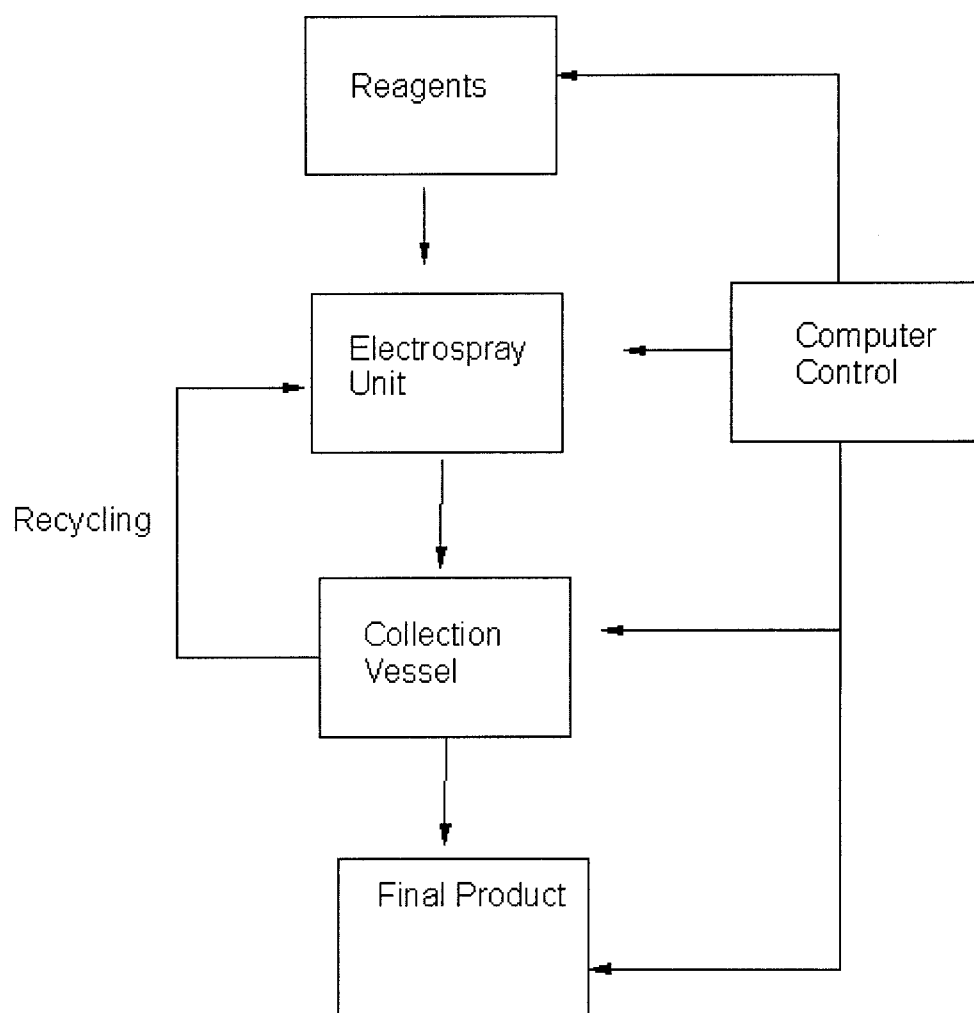 Reagents
Electrospray
Unit
Computer
Control
Recycling
Collection
Vessel
Final Product